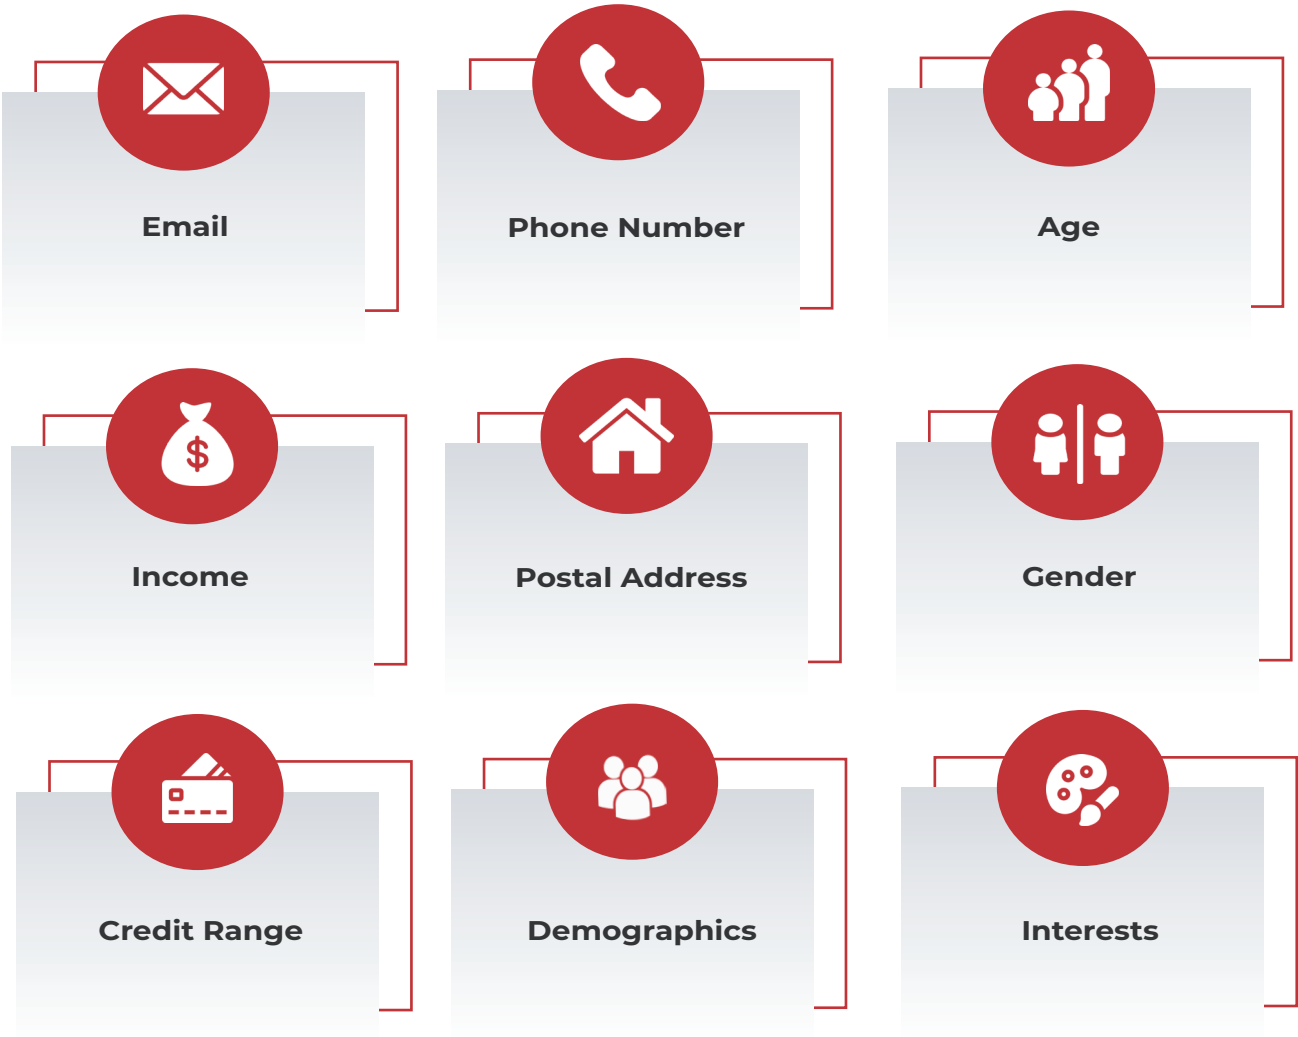 Email
Phone Number
Age
$
Income
Postal Address
Gender
Credit Range
Demographics
Interests